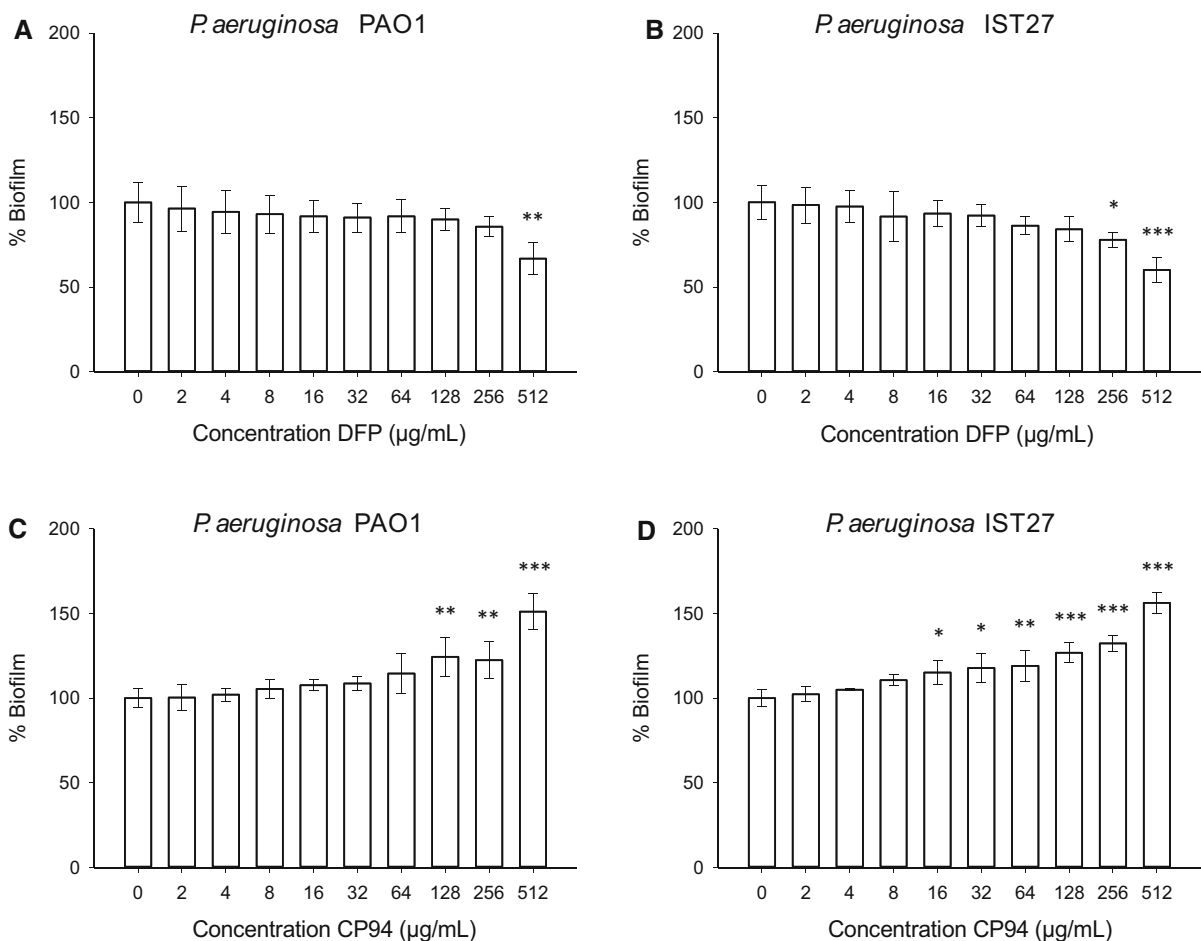 A
P. aeruginosa PAO1
200
150
100
50
0
% Biofilm
**
0 2 4 8 16 32 64 128 256 512
Concentration DFP (µg/mL)
B
P. aeruginosa IST27
200
150
100
50
0
% Biofilm
*
***
0 2 4 8 16 32 64 128 256 512
Concentration DFP (µg/mL)
C
P. aeruginosa PAO1
200
150
100
50
0
% Biofilm
** ** ***
0 2 4 8 16 32 64 128 256 512
Concentration CP94 (µg/mL)
D
P. aeruginosa IST27
200
150
100
50
0
% Biofilm
* * ** *** *** ***
0 2 4 8 16 32 64 128 256 512
Concentration CP94 (µg/mL)